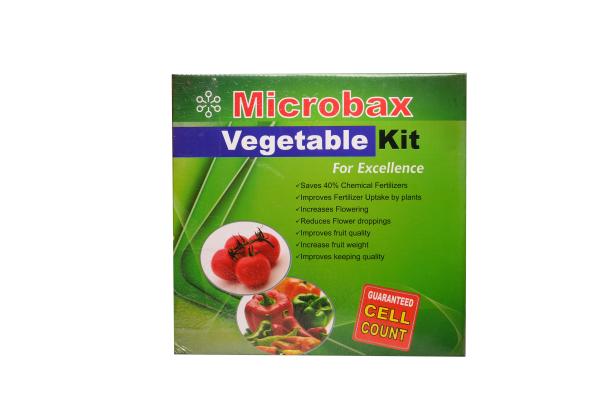 Microbax
Vegetable Kit
For Excellence
✓Saves 40% Chemical Fertilizers
✓Improves Fertilizer Uptake by plants
✓Increases Flowering
✓Reduces Flower droppings
✓Improves fruit quality
✓Increase fruit weight
✓Improves keeping quality
GUARANTEED
CELL
COUNT